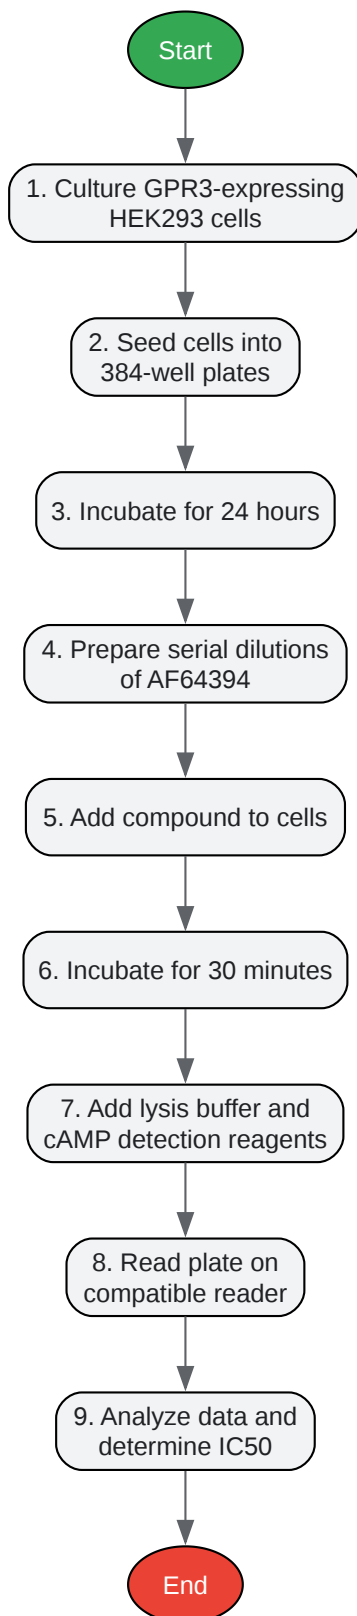 Start
1. Culture GPR3-expressing
HEK293 cells
2. Seed cells into
384-well plates
3. Incubate for 24 hours
4. Prepare serial dilutions
of AF64394
5. Add compound to cells
6. Incubate for 30 minutes
7. Add lysis buffer and
cAMP detection reagents
8. Read plate on
compatible reader
9. Analyze data and
determine IC50
End